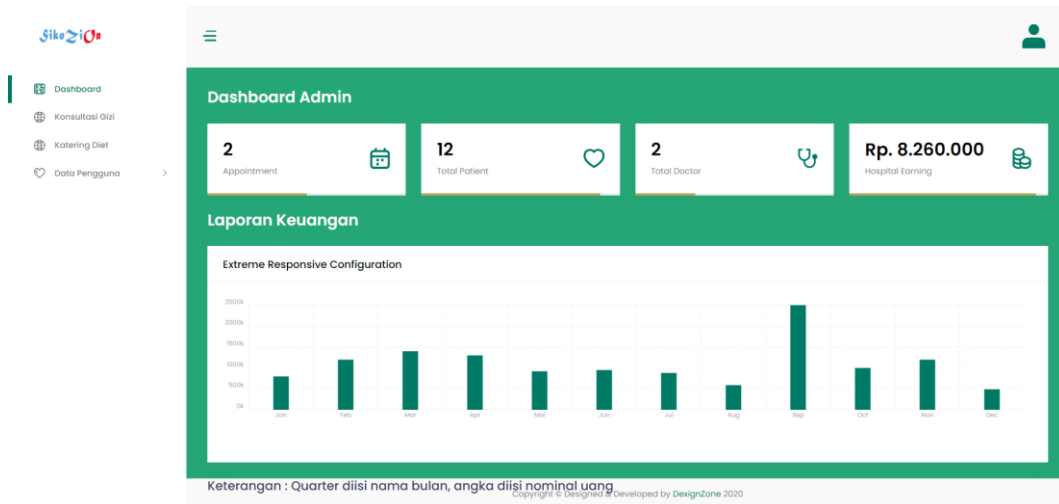 SikoZiOn
Dashboard
Konsultasi Gizi
Katering Diet
Data Pengguna
Dashboard Admin
2
Appointment
12
Total Patient
2
Total Doctor
Rp. 8.260.000
Hospital Earning
Laporan Keuangan
Extreme Responsive Configuration
2500k
2000k
1500k
1000k
500k
0k
Jan Feb Mar Apr Mai Jun Jul Aug Sep Oct Nov Dec
Keterangan : Quarter diisi nama bulan, angka diisi nominal uang
Copyright © Designed & Developed by DexignZone 2020